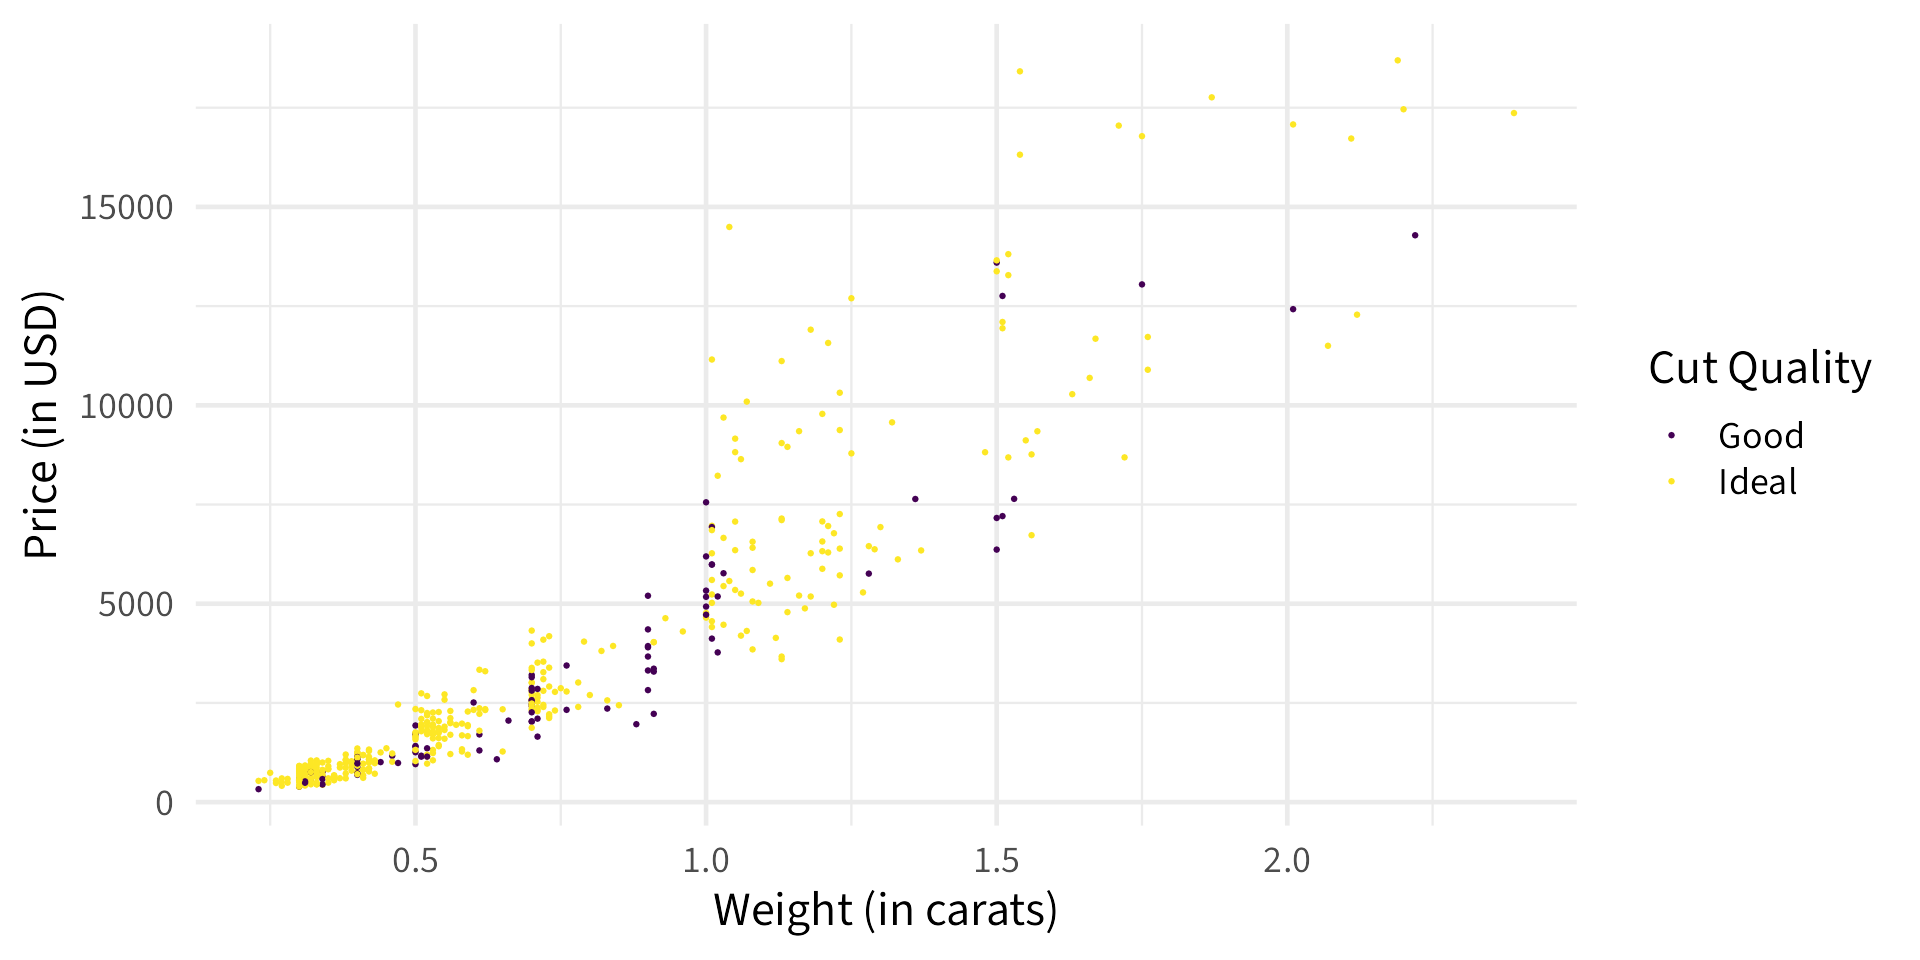 Price (in USD)
15000
10000
5000
0
0.5 1.0 1.5 2.0
Weight (in carats)
Cut Quality
Good
Ideal